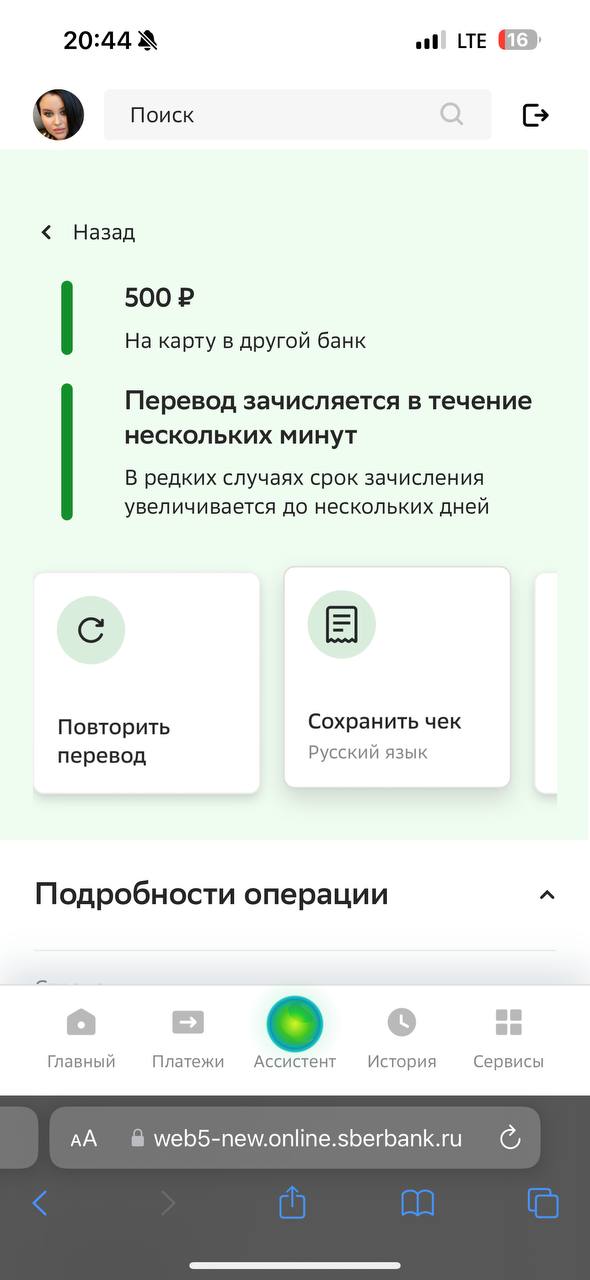 20:44
LTE 16
Поиск
Назад
500 ₽
На карту в другой банк
Перевод зачисляется в течение
нескольких минут
В редких случаях срок зачисления
увеличивается до нескольких дней
Повторить
перевод
Сохранить чек
Русский язык
Подробности операции
Главный
Платежи
Ассистент
История
Сервисы
AA web5-new.online.sberbank.ru